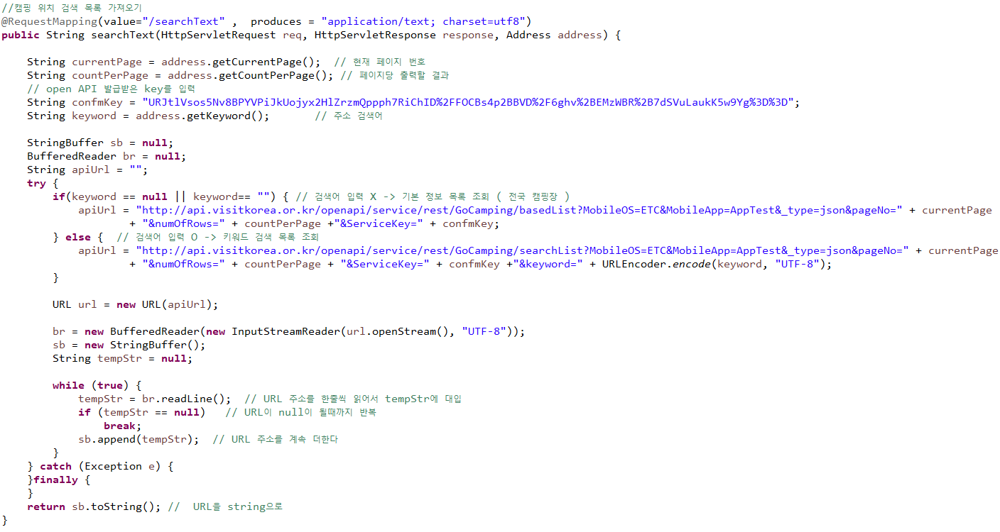 //캠핑 위치 검색 목록 가져오기
@RequestMapping(value="/searchText" ,  produces = "application/text; charset=utf8")
public String searchText(HttpServletRequest req, HttpServletResponse response, Address address) {
String currentPage = address.getCurrentPage();  // 현재 페이지 번호
String countPerPage = address.getCountPerPage(); // 페이지당 출력할 결과
// open API 발급받은 key를 입력
String confmKey = "URJtlVsos5Nv8BPYVPiJkUojyx2HlZrzmQppph7RiChID%2FFOCBs4p2BBVD%2F6ghv%2BEMzWBR%2B7dSVuLaukK5w9Yg%3D%3D";
String keyword = address.getKeyword();       // 주소 검색어
StringBuffer sb = null;
BufferedReader br = null;
String apiUrl = "";
try {
if(keyword == null || keyword== "") { // 검색어 입력 X -> 기본 정보 목록 조회 ( 전국 캠핑장 )
apiUrl = "http://api.visitkorea.or.kr/openapi/service/rest/GoCamping/basedList?MobileOS=ETC&MobileApp=AppTest&_type=json&pageNo=" + currentPage
+ "&numOfRows=" + countPerPage +"&ServiceKey=" + confmKey;
} else {  // 검색어 입력 O -> 키워드 검색 목록 조회
apiUrl = "http://api.visitkorea.or.kr/openapi/service/rest/GoCamping/searchList?MobileOS=ETC&MobileApp=AppTest&_type=json&pageNo=" + currentPage
+ "&numOfRows=" + countPerPage + "&ServiceKey=" + confmKey +"&keyword=" + URLEncoder.encode(keyword, "UTF-8");
}
URL url = new URL(apiUrl);
br = new BufferedReader(new InputStreamReader(url.openStream(), "UTF-8"));
sb = new StringBuffer();
String tempStr = null;
while (true) {
tempStr = br.readLine();  // URL 주소를 한줄씩 읽어서 tempStr에 대입
if (tempStr == null)   // URL이 null이 될때까지 반복
break;
sb.append(tempStr);  // URL 주소를 계속 더한다
}
} catch (Exception e) {
}finally {
}
return sb.toString(); //  URL을 string으로
}